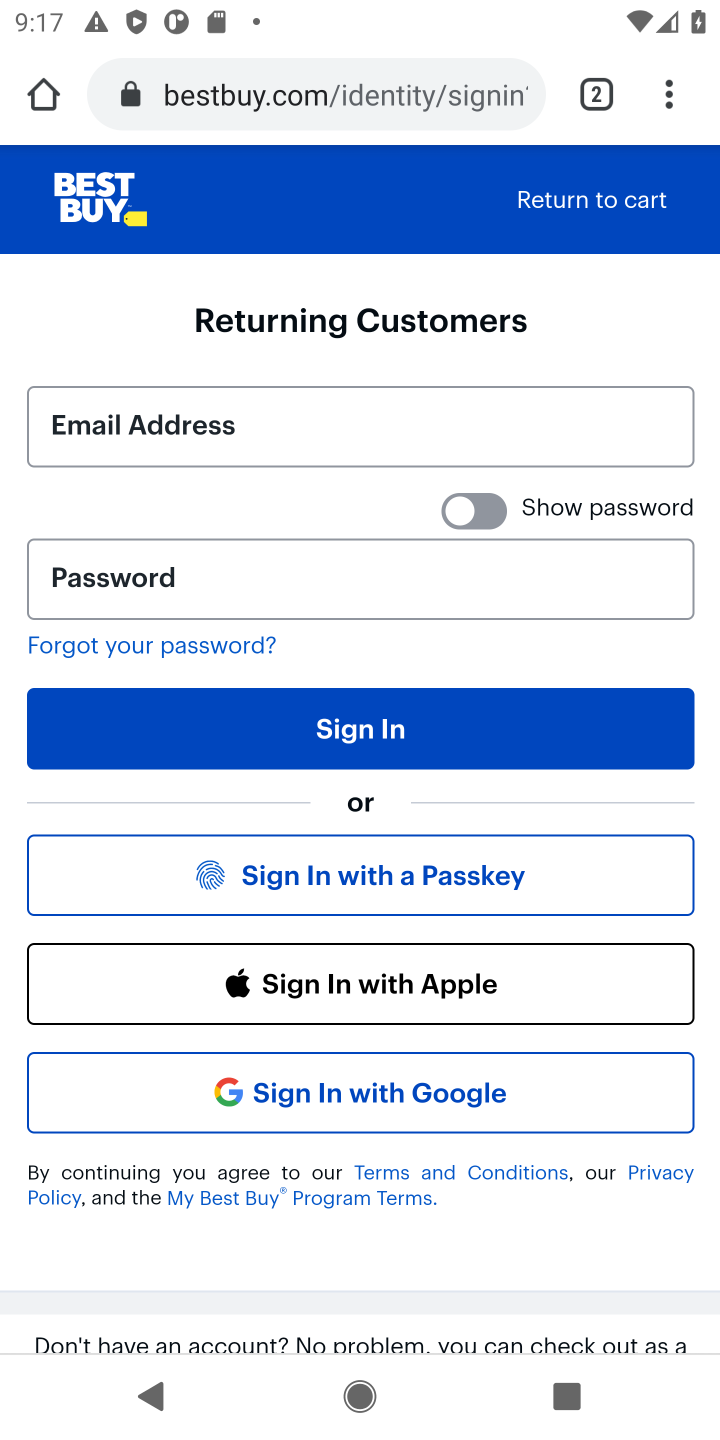 9:17
bestbuy.com/identity/signin
2
BEST BUY
Return to cart
Returning Customers
Email Address
Show password
Password
Forgot your password?
Sign In
or
Sign In with a Passkey
Sign In with Apple
Sign In with Google
By continuing you agree to our Terms and Conditions, our Privacy
Policy, and the My Best Buy® Program Terms.
Don't have an account? No problem, you can check out as a